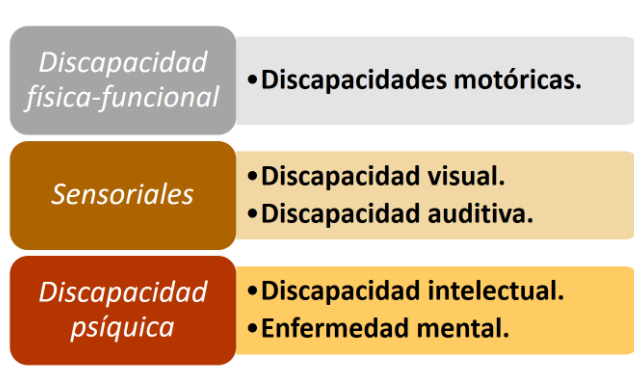 Discapacidad
física-funcional
•Discapacidades motóricas.
Sensoriales
•Discapacidad visual.
•Discapacidad auditiva.
Discapacidad
psíquica
•Discapacidad intelectual.
•Enfermedad mental.